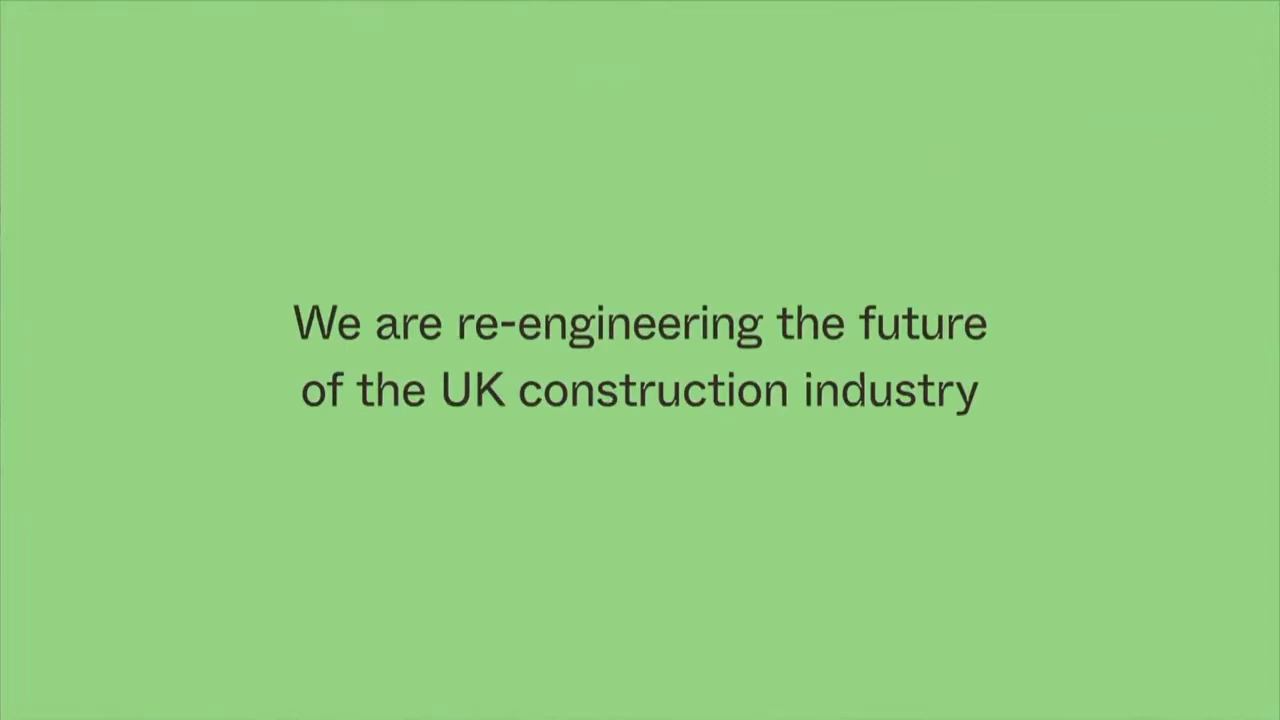 We are re-engineering the future
of the UK construction industry